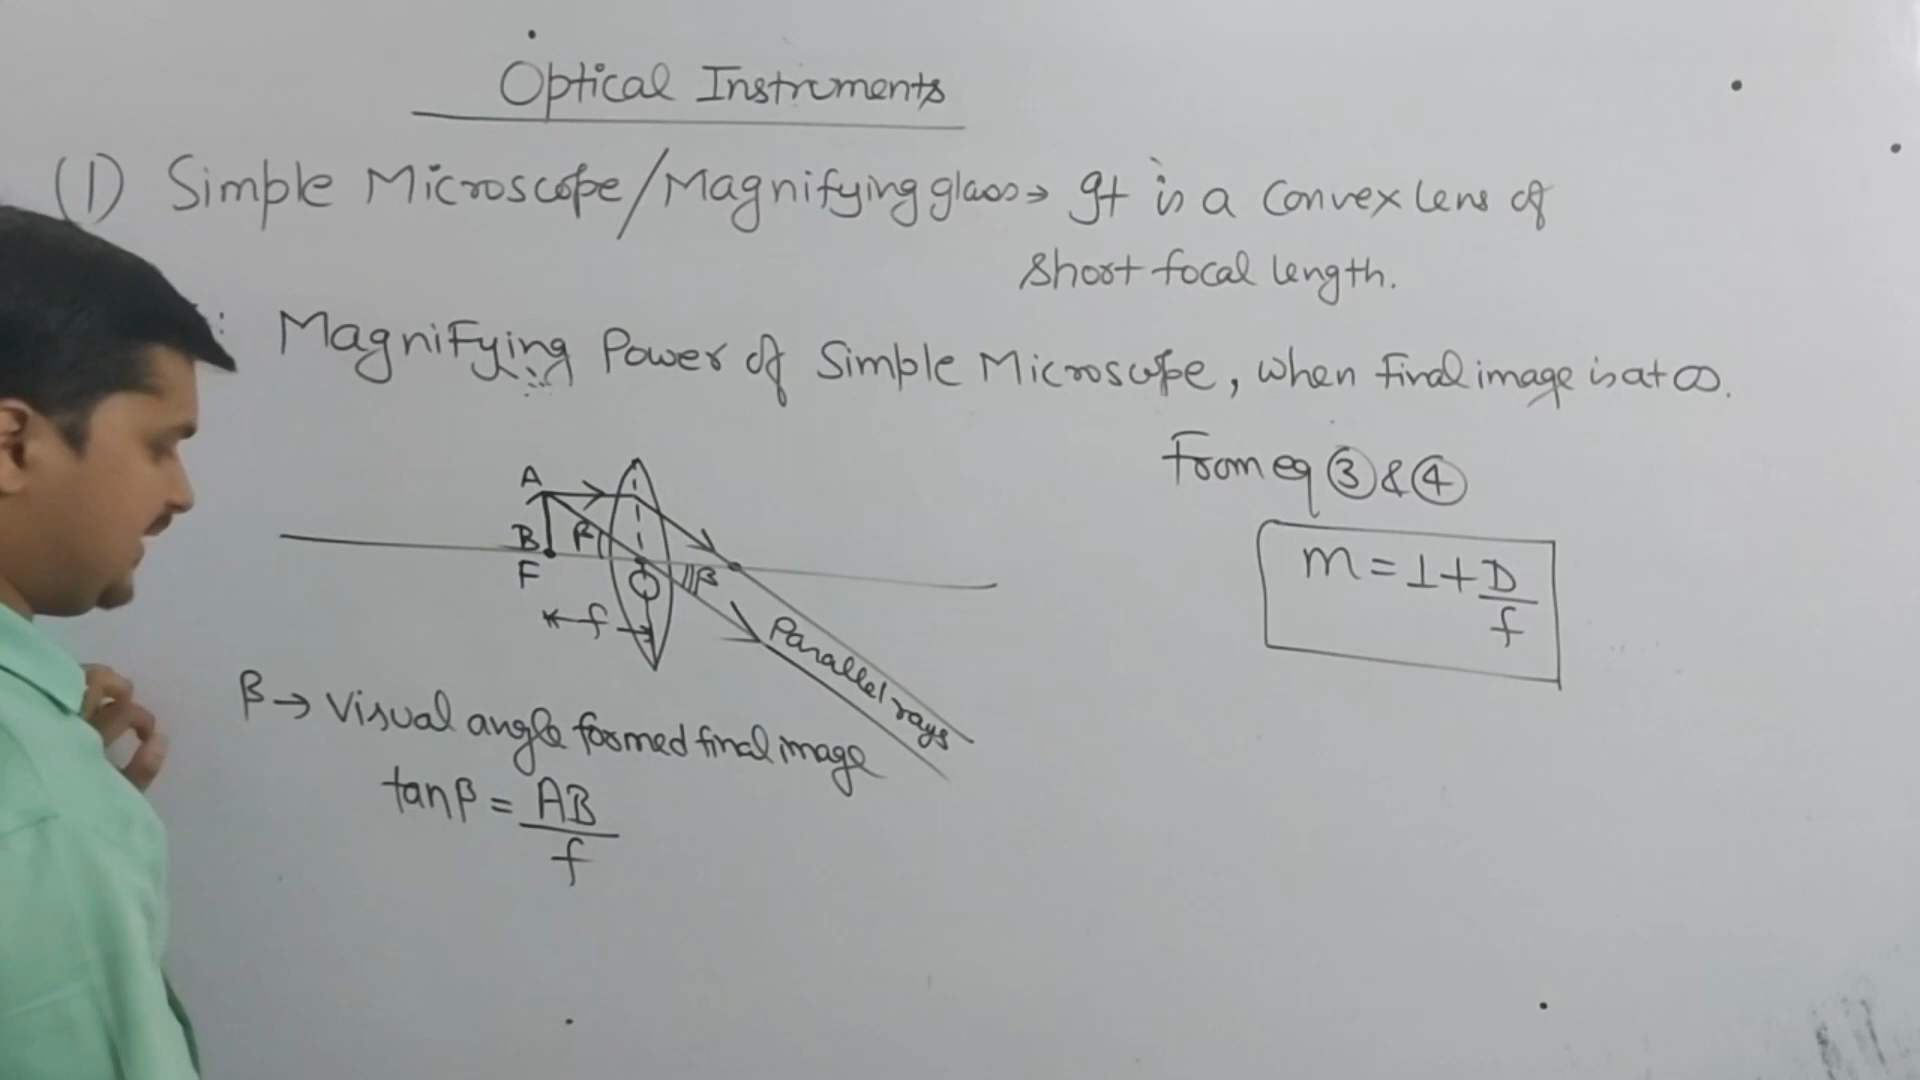 Optical Instruments
(1) Simple Microscope/Magnifying glass→ It is a Convex lens of
short focal length.
Magnifying Power of Simple Microscope, when final image is at ∞.
From eq ③ & ④
m = 1 + D/f
A
B
F
β
O
β
f
Parallel rays
β → Visual angle formed final image
tanβ = AB/f